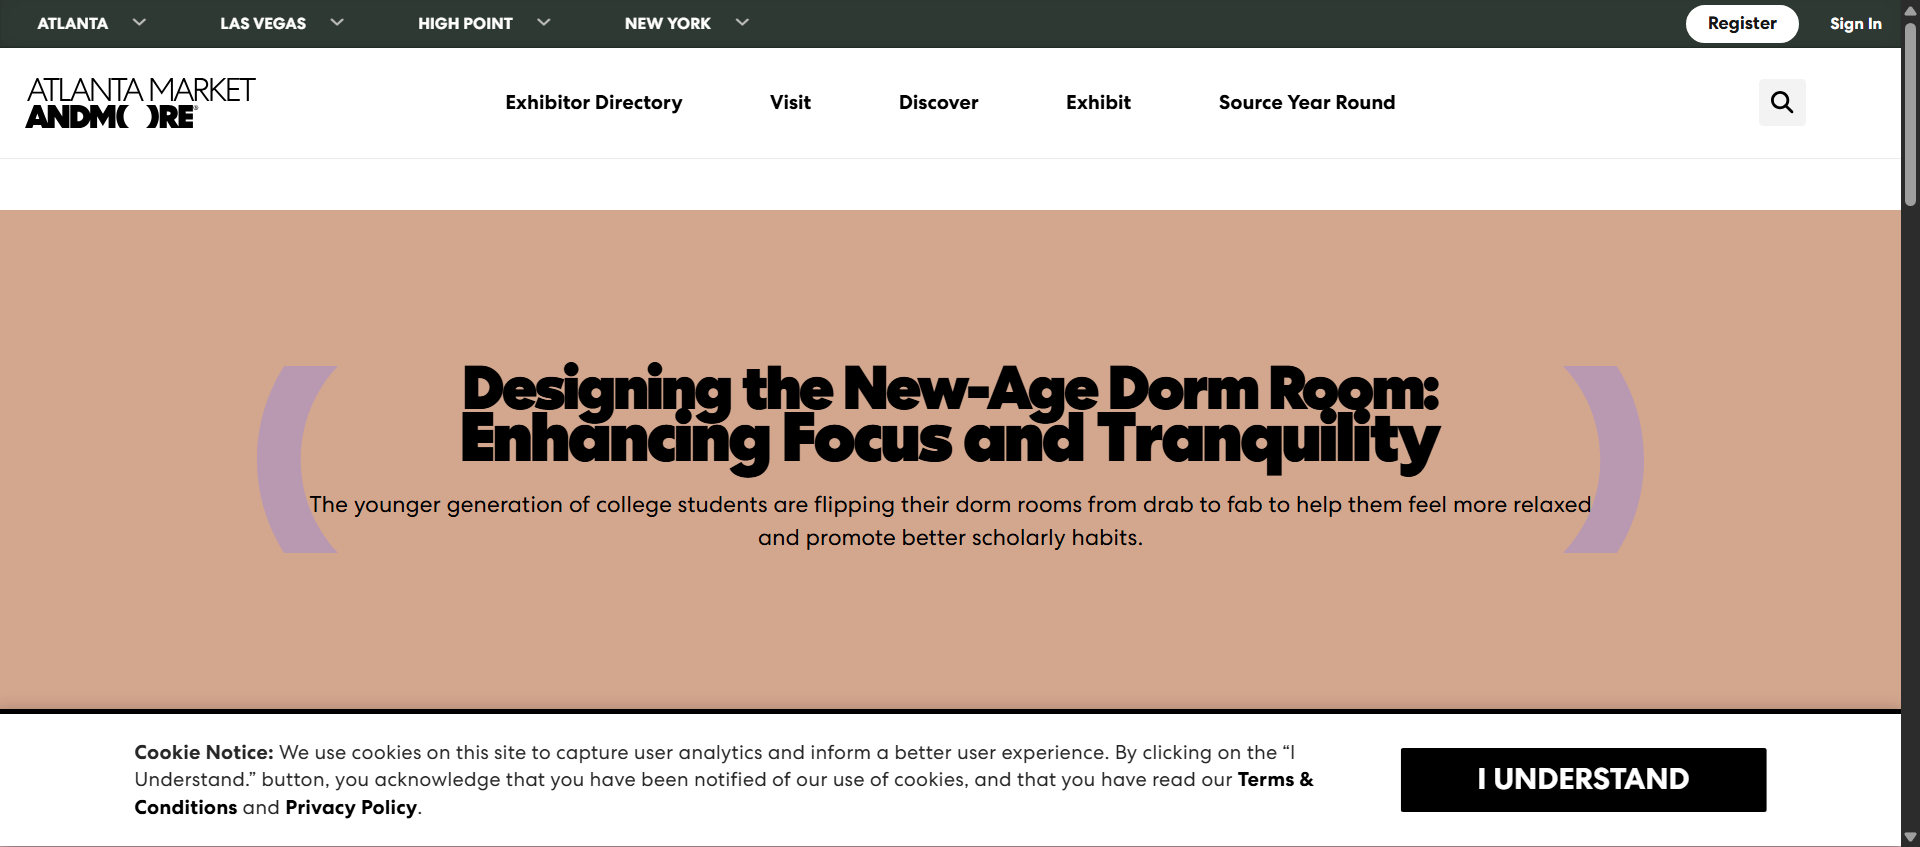 ATLANTA
LAS VEGAS
HIGH POINT
NEW YORK
Register
Sign In
ATLANTA MARKET
ANDM( )RE®
Exhibitor Directory
Visit
Discover
Exhibit
Source Year Round
Designing the New-Age Dorm Room:
Enhancing Focus and Tranquility
The younger generation of college students are flipping their dorm rooms from drab to fab to help them feel more relaxed
and promote better scholarly habits.
Cookie Notice: We use cookies on this site to capture user analytics and inform a better user experience. By clicking on the “I
Understand.” button, you acknowledge that you have been notified of our use of cookies, and that you have read our Terms &
Conditions and Privacy Policy.
I UNDERSTAND